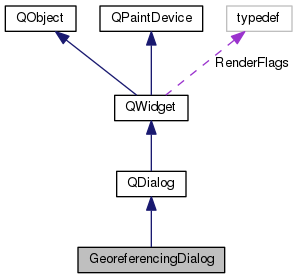 QObject
QPaintDevice
typedef
RenderFlags
QWidget
QDialog
GeoreferencingDialog